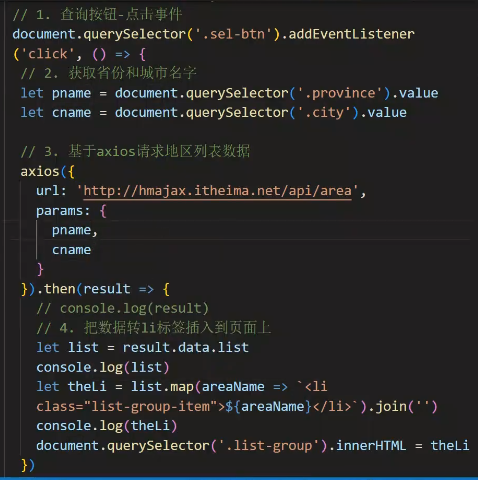 // 1. 查询按钮-点击事件
document.querySelector('.sel-btn').addEventListener
('click', () => {
// 2. 获取省份和城市名字
let pname = document.querySelector('.province').value
let cname = document.querySelector('.city').value
// 3. 基于axios请求地区列表数据
axios({
url: 'http://hmajax.itheima.net/api/area',
params: {
pname,
cname
}
}).then(result => {
// console.log(result)
// 4. 把数据转li标签插入到页面上
let list = result.data.list
console.log(list)
let theLi = list.map(areaName => `<li
class="list-group-item">${areaName}</li>`).join('')
console.log(theLi)
document.querySelector('.list-group').innerHTML = theLi
})